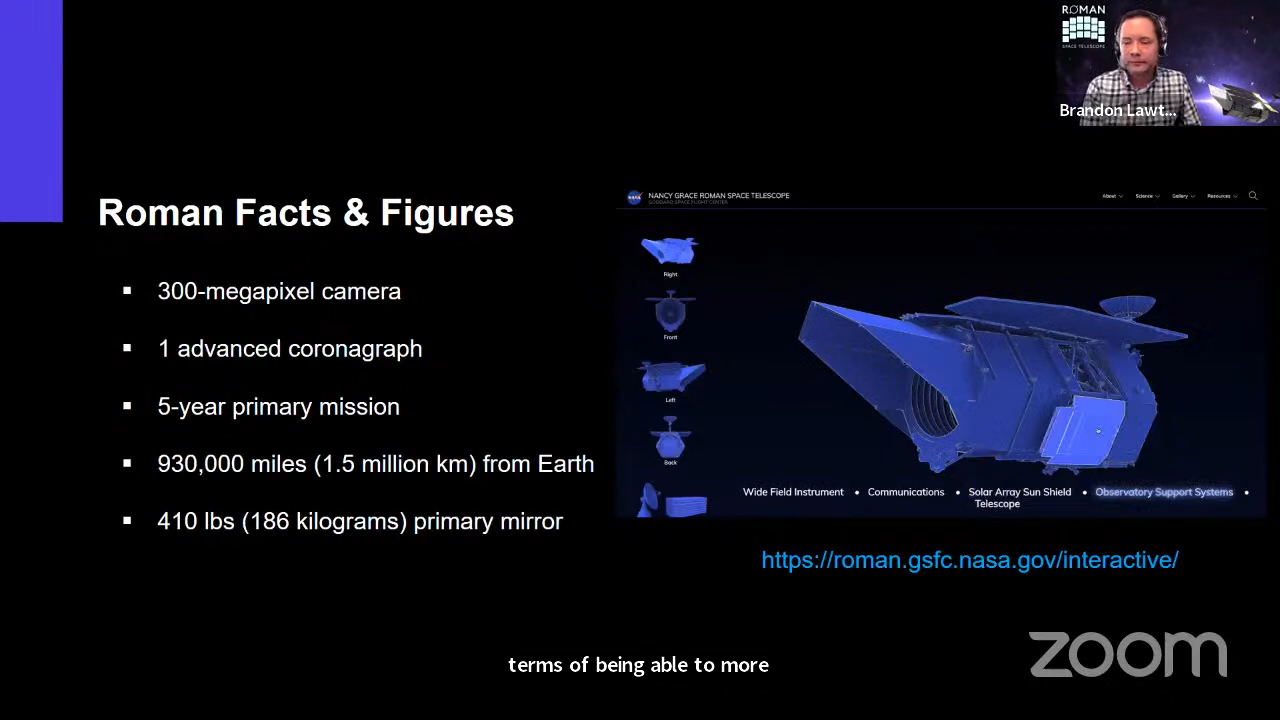 ROMAN
SPACE TELESCOPE
Brandon Lawt...
NASA
NANCY GRACE ROMAN SPACE TELESCOPE
GODDARD SPACE FLIGHT CENTER
About
Science
Gallery
Resources
Roman Facts & Figures
300-megapixel camera
1 advanced coronagraph
5-year primary mission
930,000 miles (1.5 million km) from Earth
410 lbs (186 kilograms) primary mirror
Right
Front
Left
Back
Wide Field Instrument • Communications • Solar Array Sun Shield • Observatory Support Systems •
Telescope
https://roman.gsfc.nasa.gov/interactive/
terms of being able to more
zoom